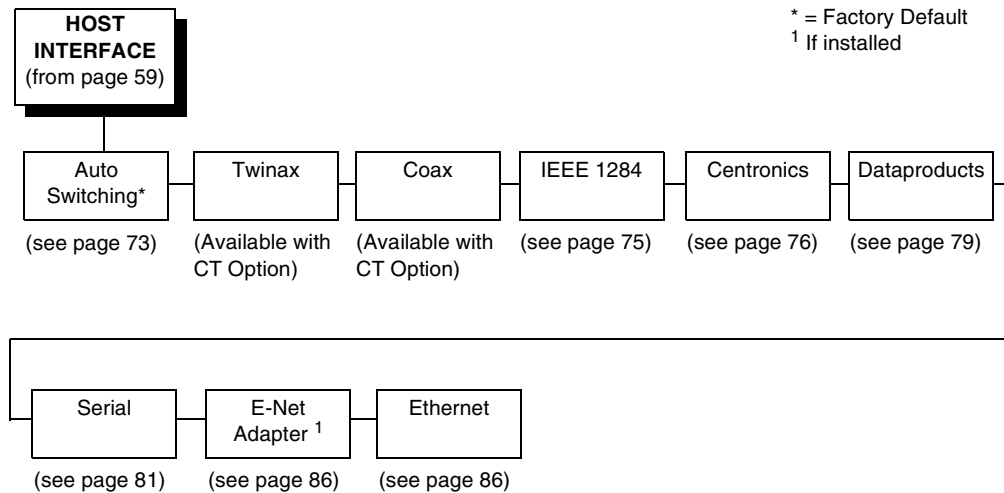 HOST
INTERFACE
(from page 59)
* = Factory Default
1 If installed
Auto
Switching*
(see page 73)
Twinax
(Available with
CT Option)
Coax
(Available with
CT Option)
IEEE 1284
(see page 75)
Centronics
(see page 76)
Dataproducts
(see page 79)
Serial
(see page 81)
E-Net
Adapter 1
(see page 86)
Ethernet
(see page 86)